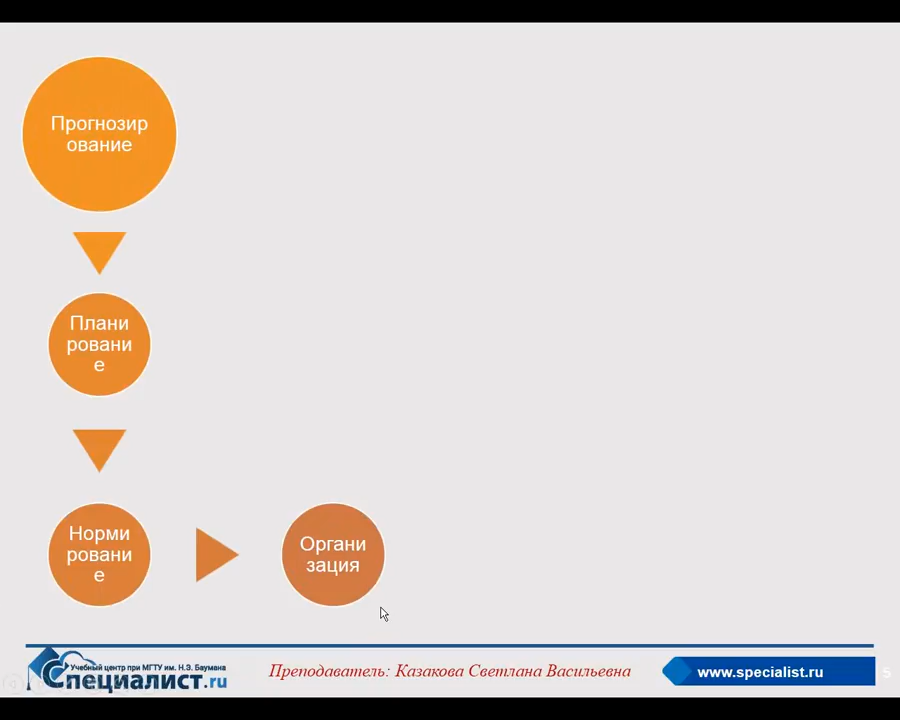 Прогнозир
ование
Плани
ровани
е
Норми
ровани
е
Органи
зация
Учебный центр при МГТУ им. Н.Э. Баумана
Специалист.ru
Преподаватель: Казакова Светлана Васильевна
www.specialist.ru
5